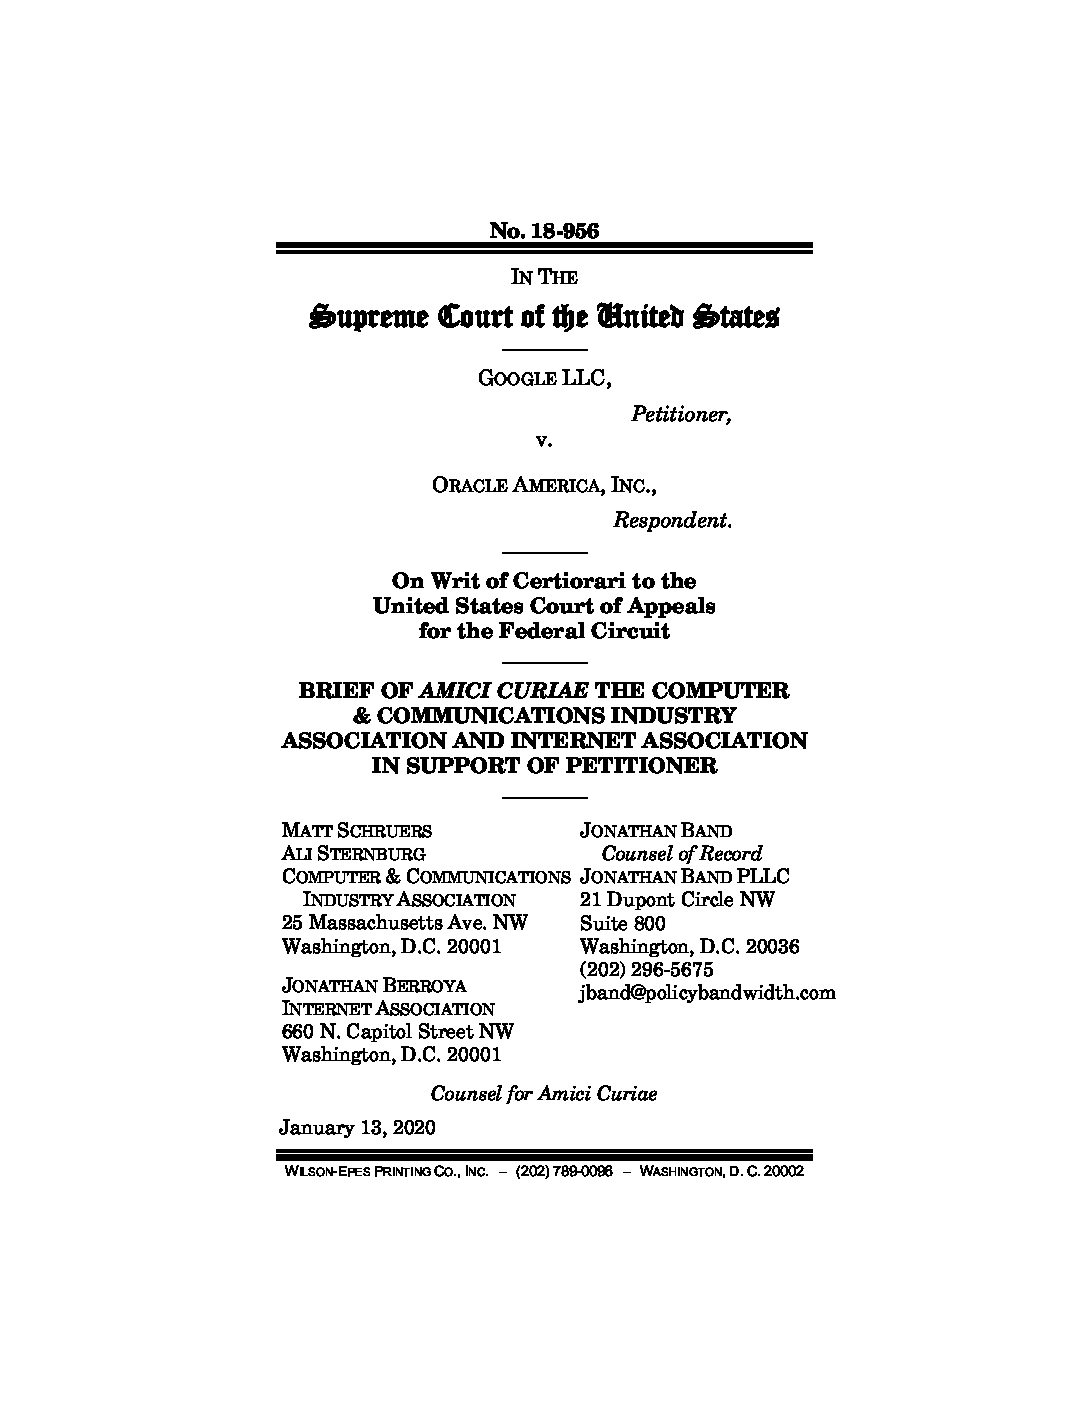 No. 18-956
IN THE
Supreme Court of the United States
GOOGLE LLC,
Petitioner,
v.
ORACLE AMERICA, INC.,
Respondent.
On Writ of Certiorari to the
United States Court of Appeals
for the Federal Circuit
BRIEF OF AMICI CURIAE THE COMPUTER
& COMMUNICATIONS INDUSTRY
ASSOCIATION AND INTERNET ASSOCIATION
IN SUPPORT OF PETITIONER
MATT SCHRUERS
ALI STERNBURG
COMPUTER & COMMUNICATIONS
INDUSTRY ASSOCIATION
25 Massachusetts Ave. NW
Washington, D.C. 20001
JONATHAN BERROYA
INTERNET ASSOCIATION
660 N. Capitol Street NW
Washington, D.C. 20001
JONATHAN BAND
Counsel of Record
JONATHAN BAND PLLC
21 Dupont Circle NW
Suite 800
Washington, D.C. 20036
(202) 296-5675
jband@policybandwidth.com
Counsel for Amici Curiae
January 13, 2020
WILSON-EPES PRINTING CO., INC. – (202) 789-0096 – WASHINGTON, D. C. 20002